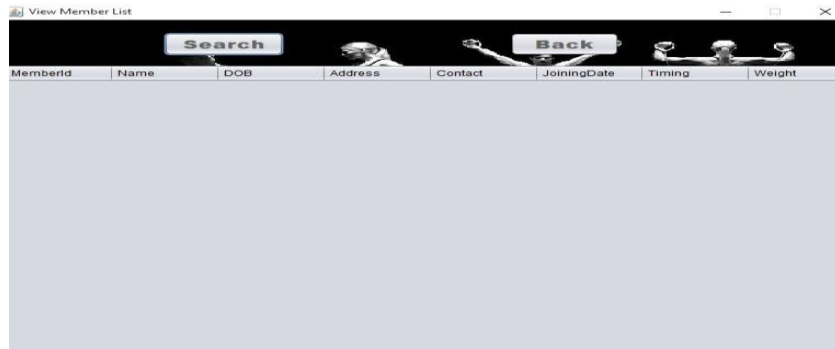 View Member List
Search Back
MemberId Name DOB Address Contact JoiningDate Timing Weight